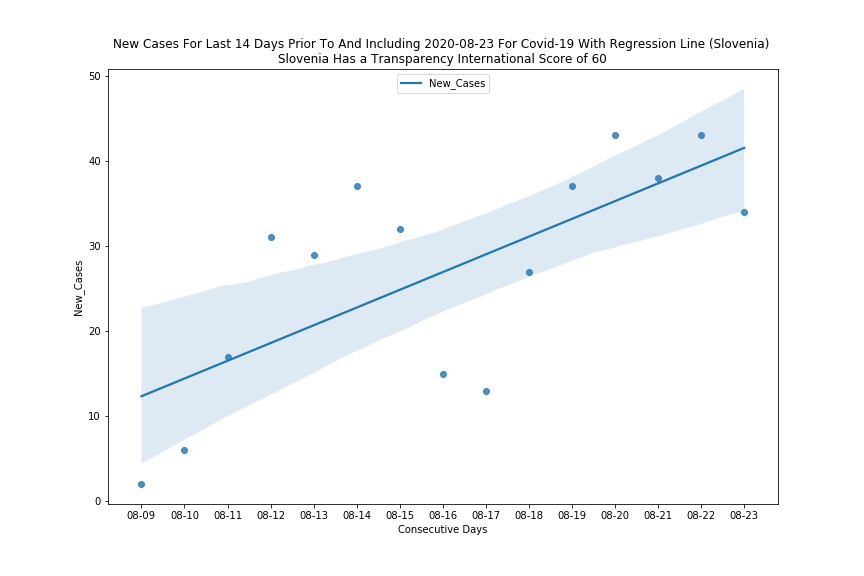 New Cases For Last 14 Days Prior To And Including 2020-08-23 For Covid-19 With Regression Line (Slovenia)
Slovenia Has a Transparency International Score of 60
New_Cases
50
40
30
20
10
0
New_Cases
08-09 08-10 08-11 08-12 08-13 08-14 08-15 08-16 08-17 08-18 08-19 08-20 08-21 08-22 08-23
Consecutive Days